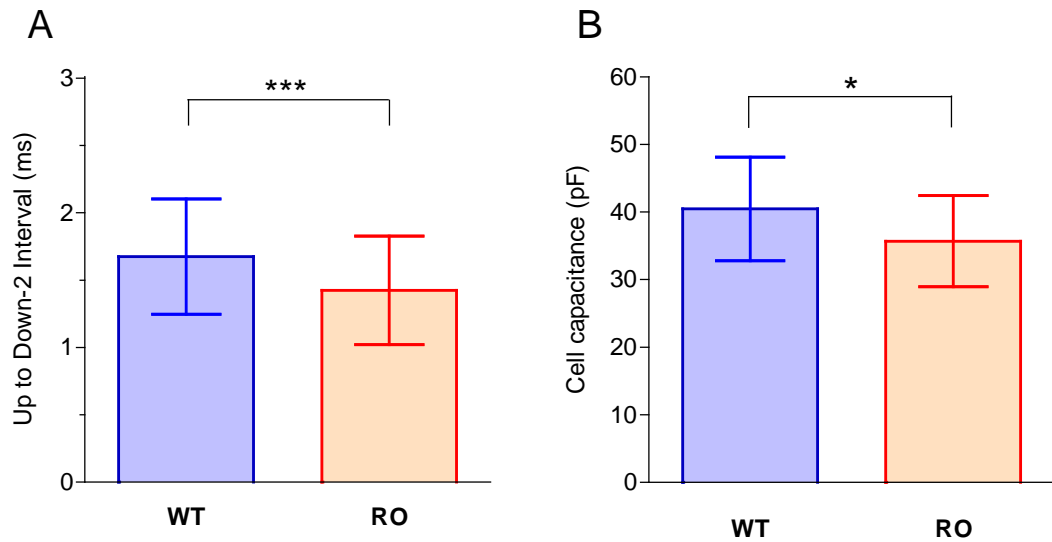 A
Up to Down-2 Interval (ms)
3
2
1
0
***
WT
RO
B
Cell capacitance (pF)
60
50
40
30
20
10
0
*
WT
RO